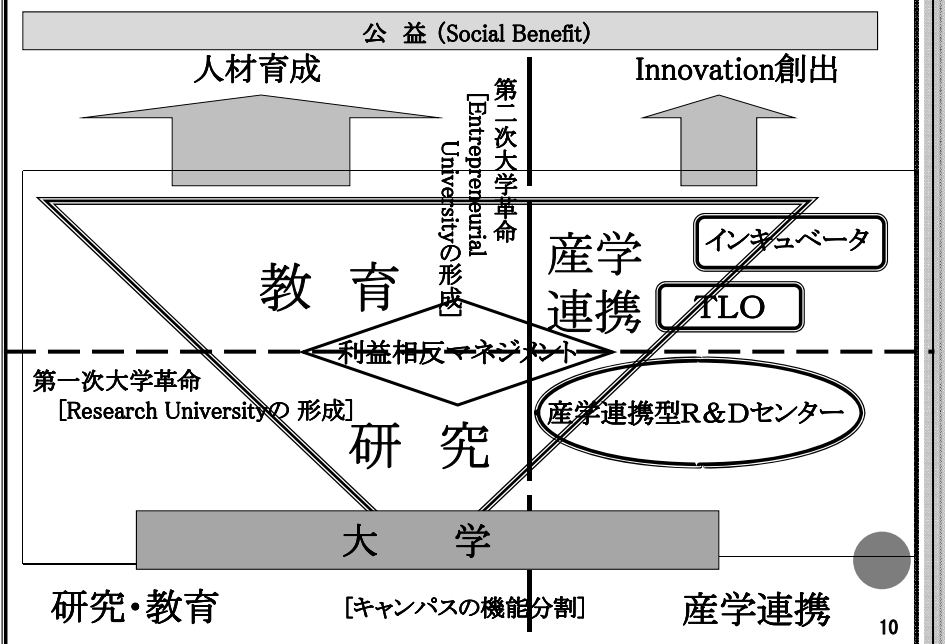 公 益 (Social Benefit)
人材育成
Innovation創出
第二次大学革命
[Entrepreneurial
Universityの形成]
教 育
産学
連携
インキュベータ
TLO
利益相反マネジメント
第一次大学革命
[Research Universityの 形成]
産学連携型R&Dセンター
研 究
大 学
研究・教育
[キャンパスの機能分割]
産学連携
10